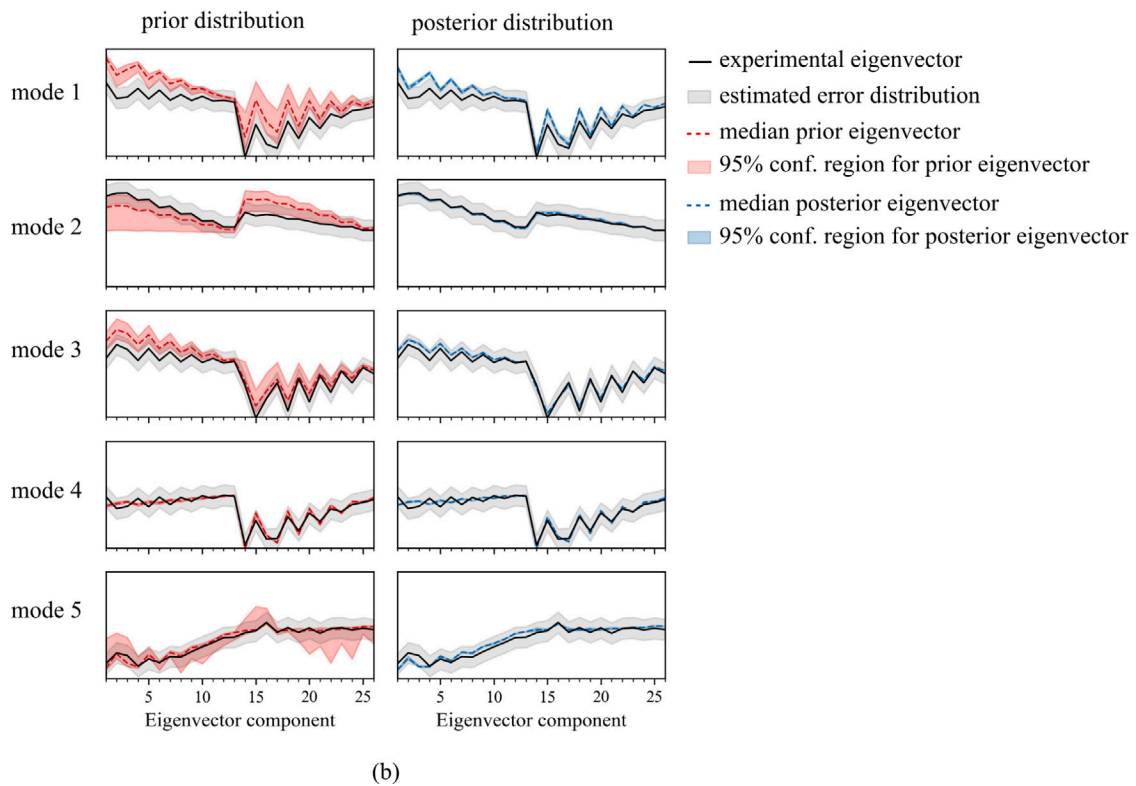 prior distribution
posterior distribution
mode 1
mode 2
mode 3
mode 4
mode 5
experimental eigenvector
estimated error distribution
median prior eigenvector
95% conf. region for prior eigenvector
median posterior eigenvector
95% conf. region for posterior eigenvector
5 10 15 20 25
5 10 15 20 25
Eigenvector component
Eigenvector component
(b)